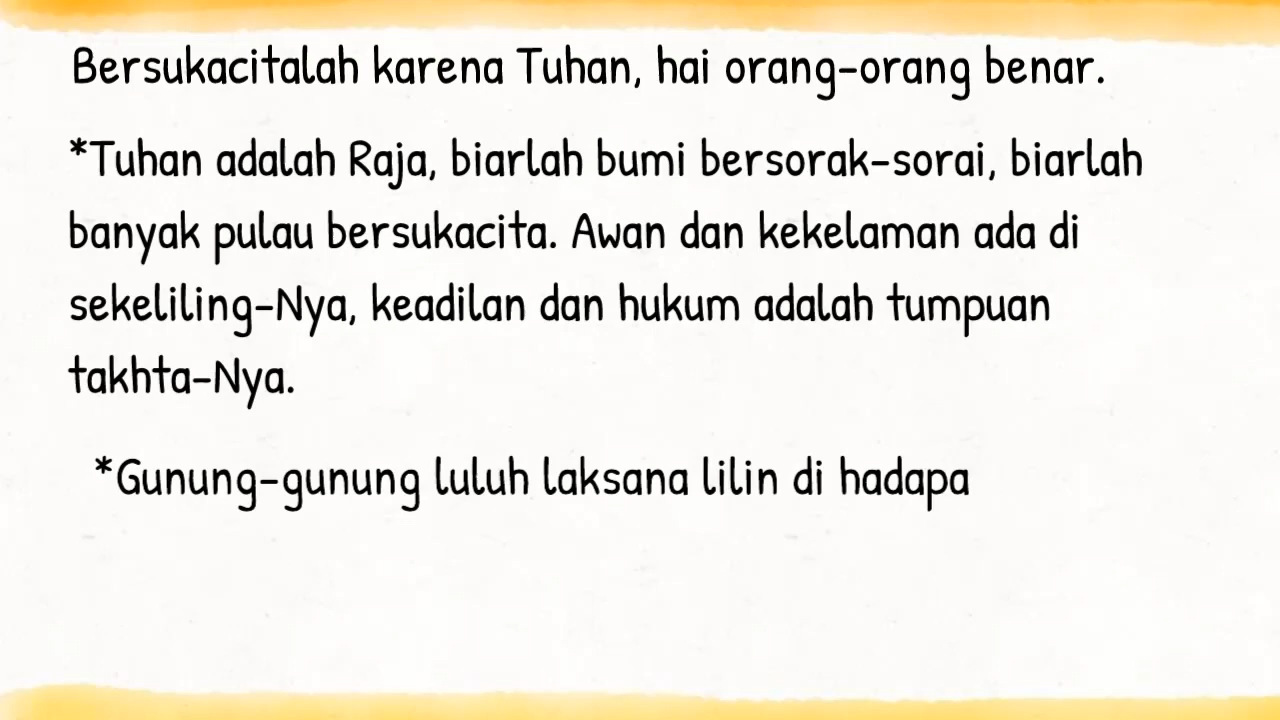 Bersukacitalah karena Tuhan, hai orang-orang benar.
*Tuhan adalah Raja, biarlah bumi bersorak-sorai, biarlah
banyak pulau bersukacita. Awan dan kekelaman ada di
sekeliling-Nya, keadilan dan hukum adalah tumpuan
takhta-Nya.
*Gunung-gunung luluh laksana lilin di hadapa